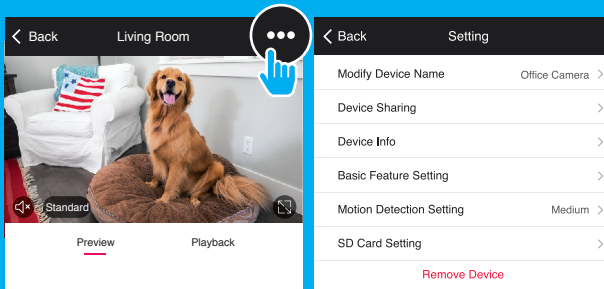 Back Living Room
Standard
Preview Playback
Back Setting
Modify Device Name Office Camera
Device Sharing
Device Info
Basic Feature Setting
Motion Detection Setting Medium
SD Card Setting
Remove Device